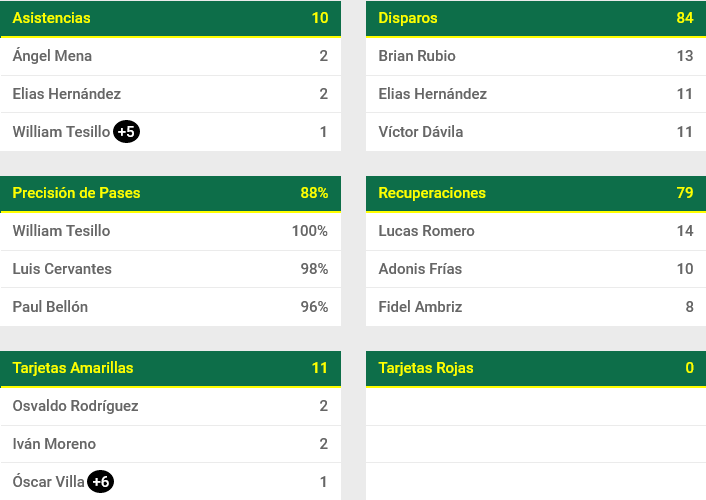 Asistencias 10
Ángel Mena 2
Elias Hernández 2
William Tesillo +5 1
Disparos 84
Brian Rubio 13
Elias Hernández 11
Víctor Dávila 11
Precisión de Pases 88%
William Tesillo 100%
Luis Cervantes 98%
Paul Bellón 96%
Recuperaciones 79
Lucas Romero 14
Adonis Frías 10
Fidel Ambriz 8
Tarjetas Amarillas 11
Osvaldo Rodríguez 2
Iván Moreno 2
Óscar Villa +6 1
Tarjetas Rojas 0